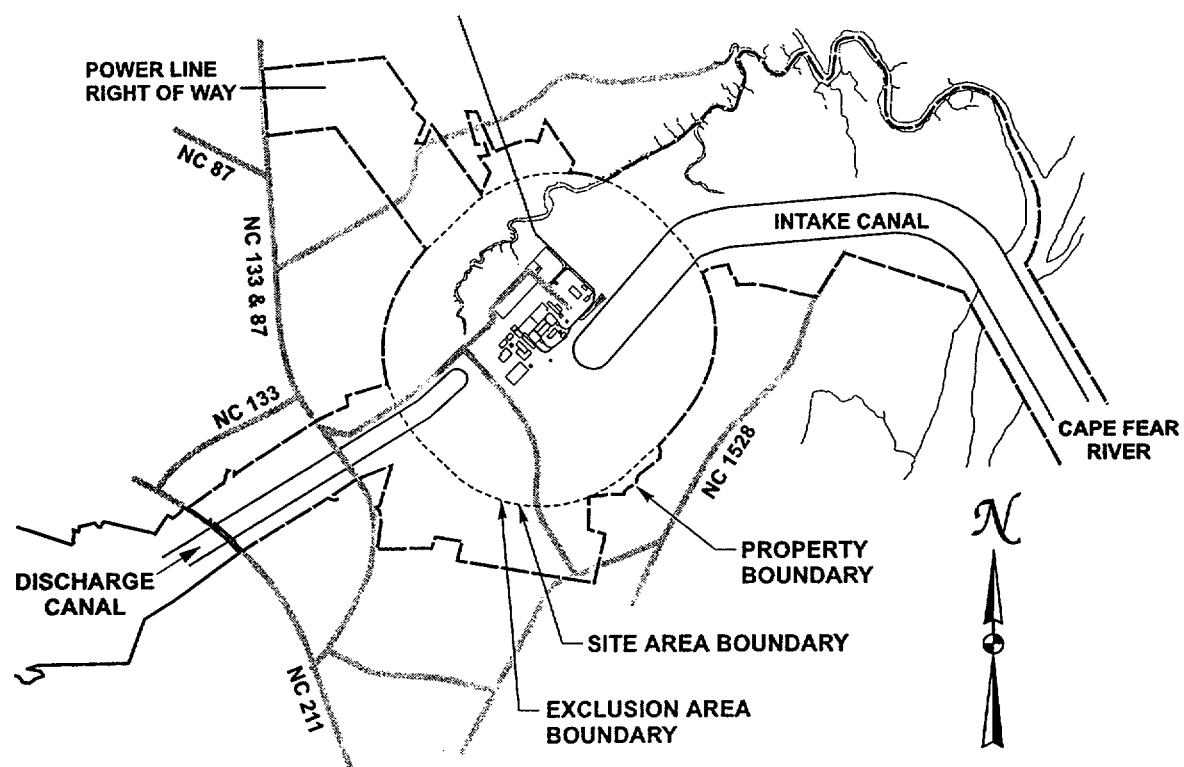 POWER LINE
RIGHT OF WAY
NC 87
NC 133 & 87
INTAKE CANAL
NC 133
CAPE FEAR
RIVER
NC 1528
N
PROPERTY
BOUNDARY
DISCHARGE
CANAL
SITE AREA BOUNDARY
NC 211
EXCLUSION AREA
BOUNDARY